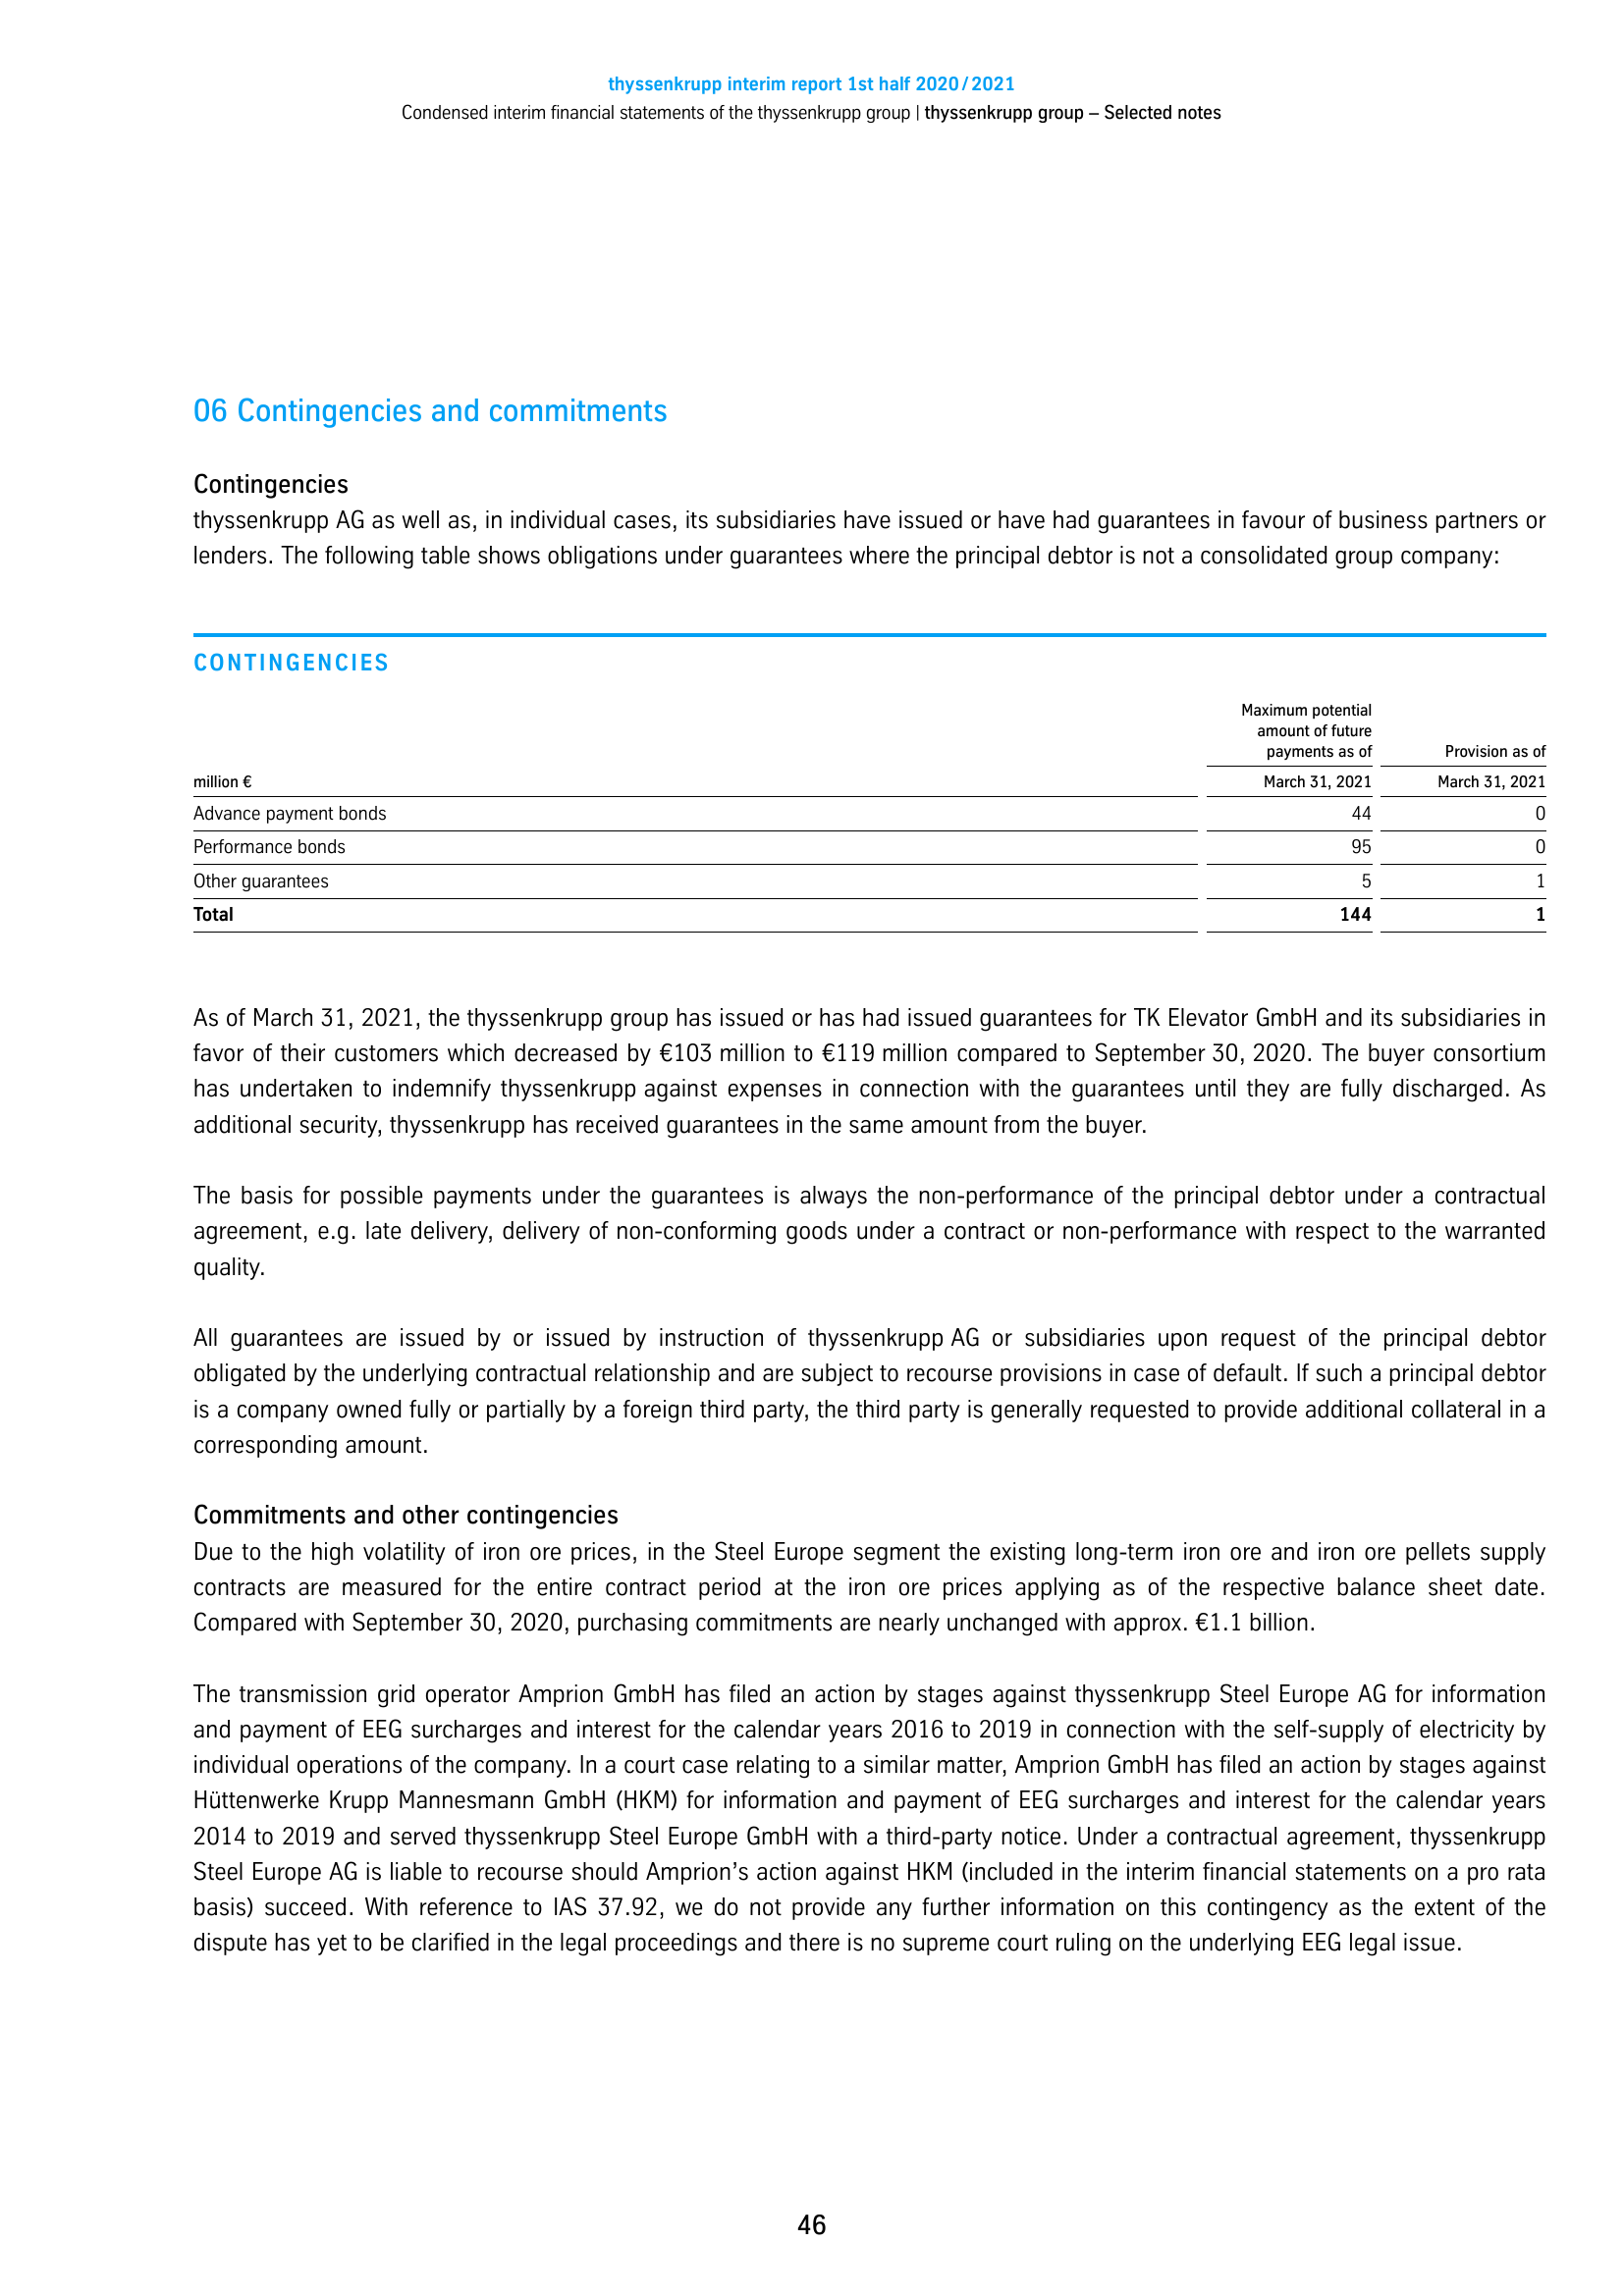 thyssenkrupp interim report 1st half 2020 / 2021
Condensed interim financial statements of the thyssenkrupp group | thyssenkrupp group – Selected notes
06 Contingencies and commitments
Contingencies
thyssenkrupp AG as well as, in individual cases, its subsidiaries have issued or have had guarantees in favour of business partners or
lenders. The following table shows obligations under guarantees where the principal debtor is not a consolidated group company:
CONTINGENCIES
Maximum potential
amount of future
payments as of Provision as of
million € March 31, 2021 March 31, 2021
Advance payment bonds 44 0
Performance bonds 95 0
Other guarantees 5 1
Total 144 1
As of March 31, 2021, the thyssenkrupp group has issued or has had issued guarantees for TK Elevator GmbH and its subsidiaries in
favor of their customers which decreased by €103 million to €119 million compared to September 30, 2020. The buyer consortium
has undertaken to indemnify thyssenkrupp against expenses in connection with the guarantees until they are fully discharged. As
additional security, thyssenkrupp has received guarantees in the same amount from the buyer.
The basis for possible payments under the guarantees is always the non-performance of the principal debtor under a contractual
agreement, e.g. late delivery, delivery of non-conforming goods under a contract or non-performance with respect to the warranted
quality.
All guarantees are issued by or issued by instruction of thyssenkrupp AG or subsidiaries upon request of the principal debtor
obligated by the underlying contractual relationship and are subject to recourse provisions in case of default. If such a principal debtor
is a company owned fully or partially by a foreign third party, the third party is generally requested to provide additional collateral in a
corresponding amount.
Commitments and other contingencies
Due to the high volatility of iron ore prices, in the Steel Europe segment the existing long-term iron ore and iron ore pellets supply
contracts are measured for the entire contract period at the iron ore prices applying as of the respective balance sheet date.
Compared with September 30, 2020, purchasing commitments are nearly unchanged with approx. €1.1 billion.
The transmission grid operator Amprion GmbH has filed an action by stages against thyssenkrupp Steel Europe AG for information
and payment of EEG surcharges and interest for the calendar years 2016 to 2019 in connection with the self-supply of electricity by
individual operations of the company. In a court case relating to a similar matter, Amprion GmbH has filed an action by stages against
Hüttenwerke Krupp Mannesmann GmbH (HKM) for information and payment of EEG surcharges and interest for the calendar years
2014 to 2019 and served thyssenkrupp Steel Europe GmbH with a third-party notice. Under a contractual agreement, thyssenkrupp
Steel Europe AG is liable to recourse should Amprion’s action against HKM (included in the interim financial statements on a pro rata
basis) succeed. With reference to IAS 37.92, we do not provide any further information on this contingency as the extent of the
dispute has yet to be clarified in the legal proceedings and there is no supreme court ruling on the underlying EEG legal issue.
46